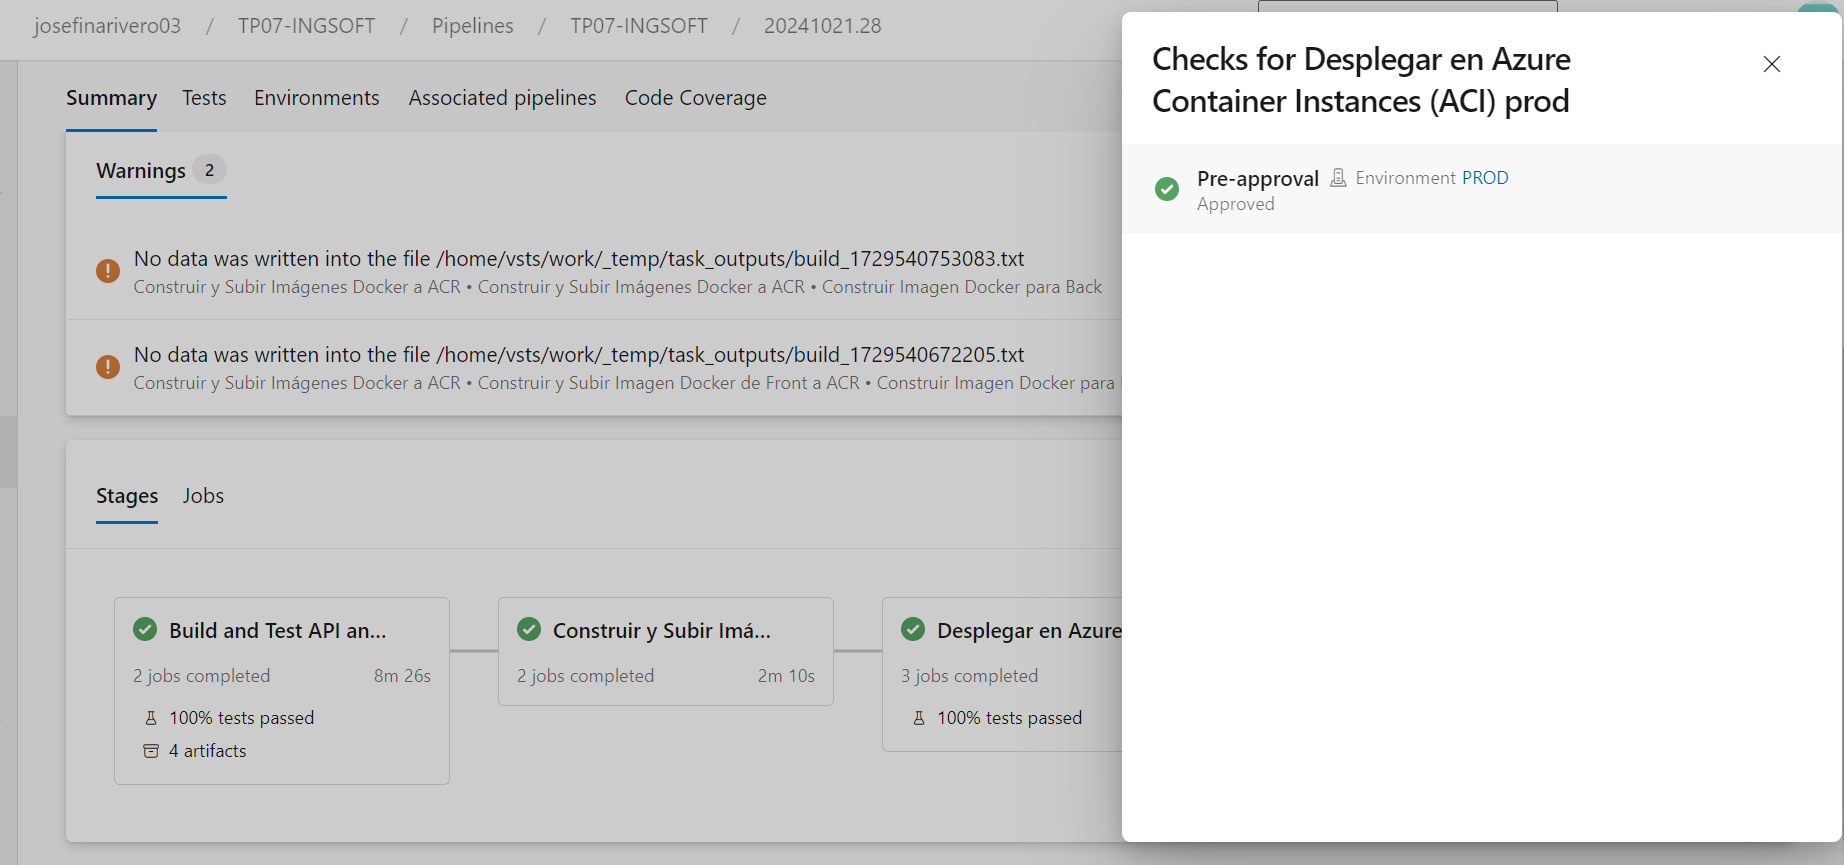 josefinarivero03 / TP07-INGSOFT / Pipelines / TP07-INGSOFT / 20241021.28
Summary Tests Environments Associated pipelines Code Coverage
Warnings 2
No data was written into the file /home/vsts/work/_temp/task_outputs/build_1729540753083.txt
Construir y Subir Imágenes Docker a ACR • Construir y Subir Imágenes Docker a ACR • Construir Imagen Docker para Back
No data was written into the file /home/vsts/work/_temp/task_outputs/build_1729540672205.txt
Construir y Subir Imágenes Docker a ACR • Construir y Subir Imagen Docker de Front a ACR • Construir Imagen Docker para
Stages Jobs
Build and Test API an...
2 jobs completed 8m 26s
100% tests passed
4 artifacts
Construir y Subir Imá...
2 jobs completed 2m 10s
Desplegar en Azure
3 jobs completed
100% tests passed
Checks for Desplegar en Azure
Container Instances (ACI) prod
Pre-approval Environment PROD
Approved